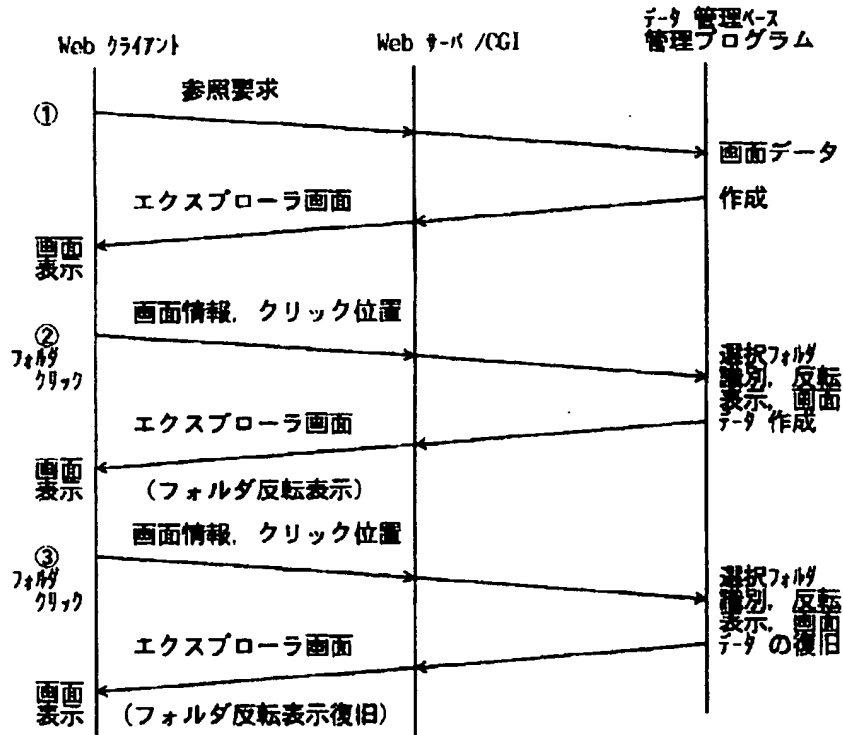 Web クライアント
Web サーバ /CGI
データ 管理ベース
管理プログラム
参照要求
①
画面データ
作成
エクスプローラ画面
画面
表示
画面情報, クリック位置
②
フォルダ
クリック
選択フォルダ
識別, 反転
表示, 画面
データ 作成
エクスプローラ画面
画面
表示
(フォルダ反転表示)
画面情報, クリック位置
③
フォルダ
クリック
選択フォルダ
識別, 反転
表示, 画面
データ の復旧
エクスプローラ画面
画面
表示
(フォルダ反転表示復旧)